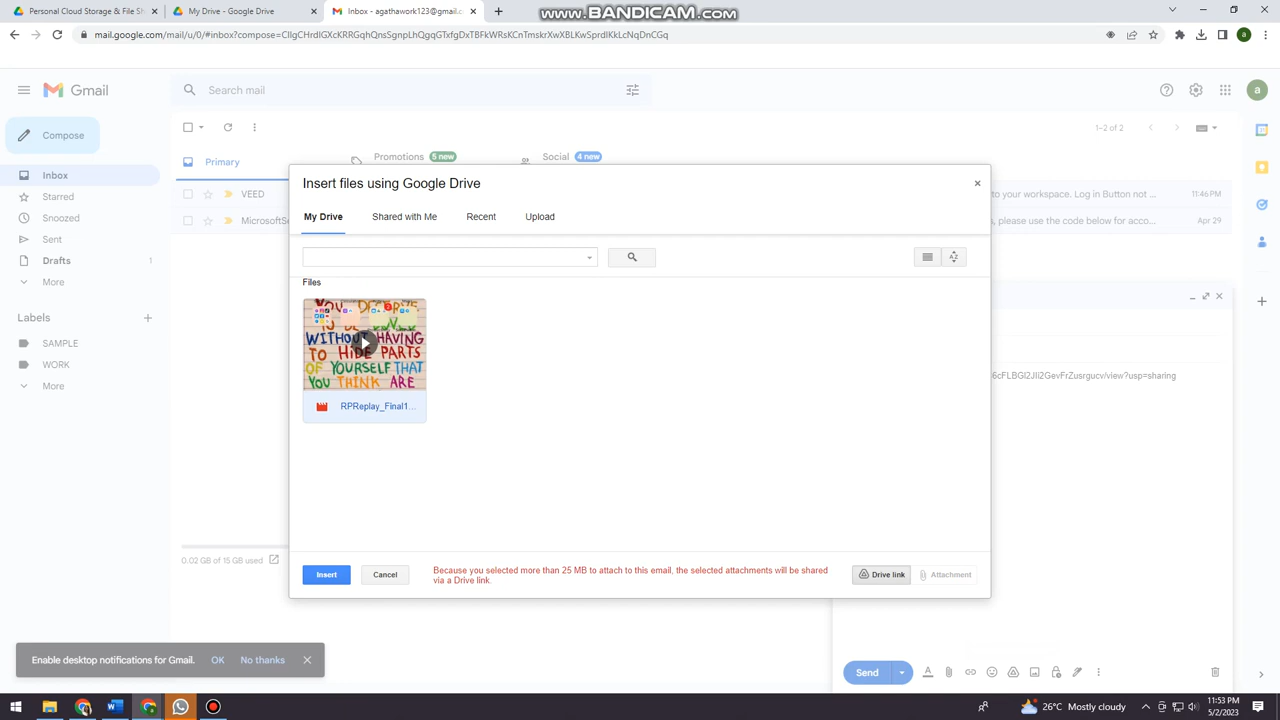 Personal Cloud Storage & File Sh
My Drive - Google Drive
Inbox - agathawork123@gmail.c
www.BANDICAM.com
mail.google.com/mail/u/0/#inbox?compose=
a
Gmail
Search mail
a
Compose
1–2 of 2
Primary
Promotions 5 new
Social 4 new
Inbox
VEED
to your workspace. Log in Button not ...
11:46 PM
Starred
MicrosoftSe
s, please use the code below for acco...
Apr 29
Snoozed
Sent
Drafts 1
More
Labels
SAMPLE
WORK
More
0.02 GB of 15 GB used
Insert files using Google Drive
My Drive
Shared with Me
Recent
Upload
Files
YOU DESERVE
WITHOUT HAVING
TO HIDE PARTS
OF YOURSELF THAT
YOU THINK ARE
RPReplay_Final1...
Insert
Cancel
Because you selected more than 25 MB to attach to this email, the selected attachments will be shared
via a Drive link.
Drive link
Attachment
/view?usp=sharing
Enable desktop notifications for Gmail.
OK
No thanks
Send
26°C Mostly cloudy
11:53 PM
5/2/2023